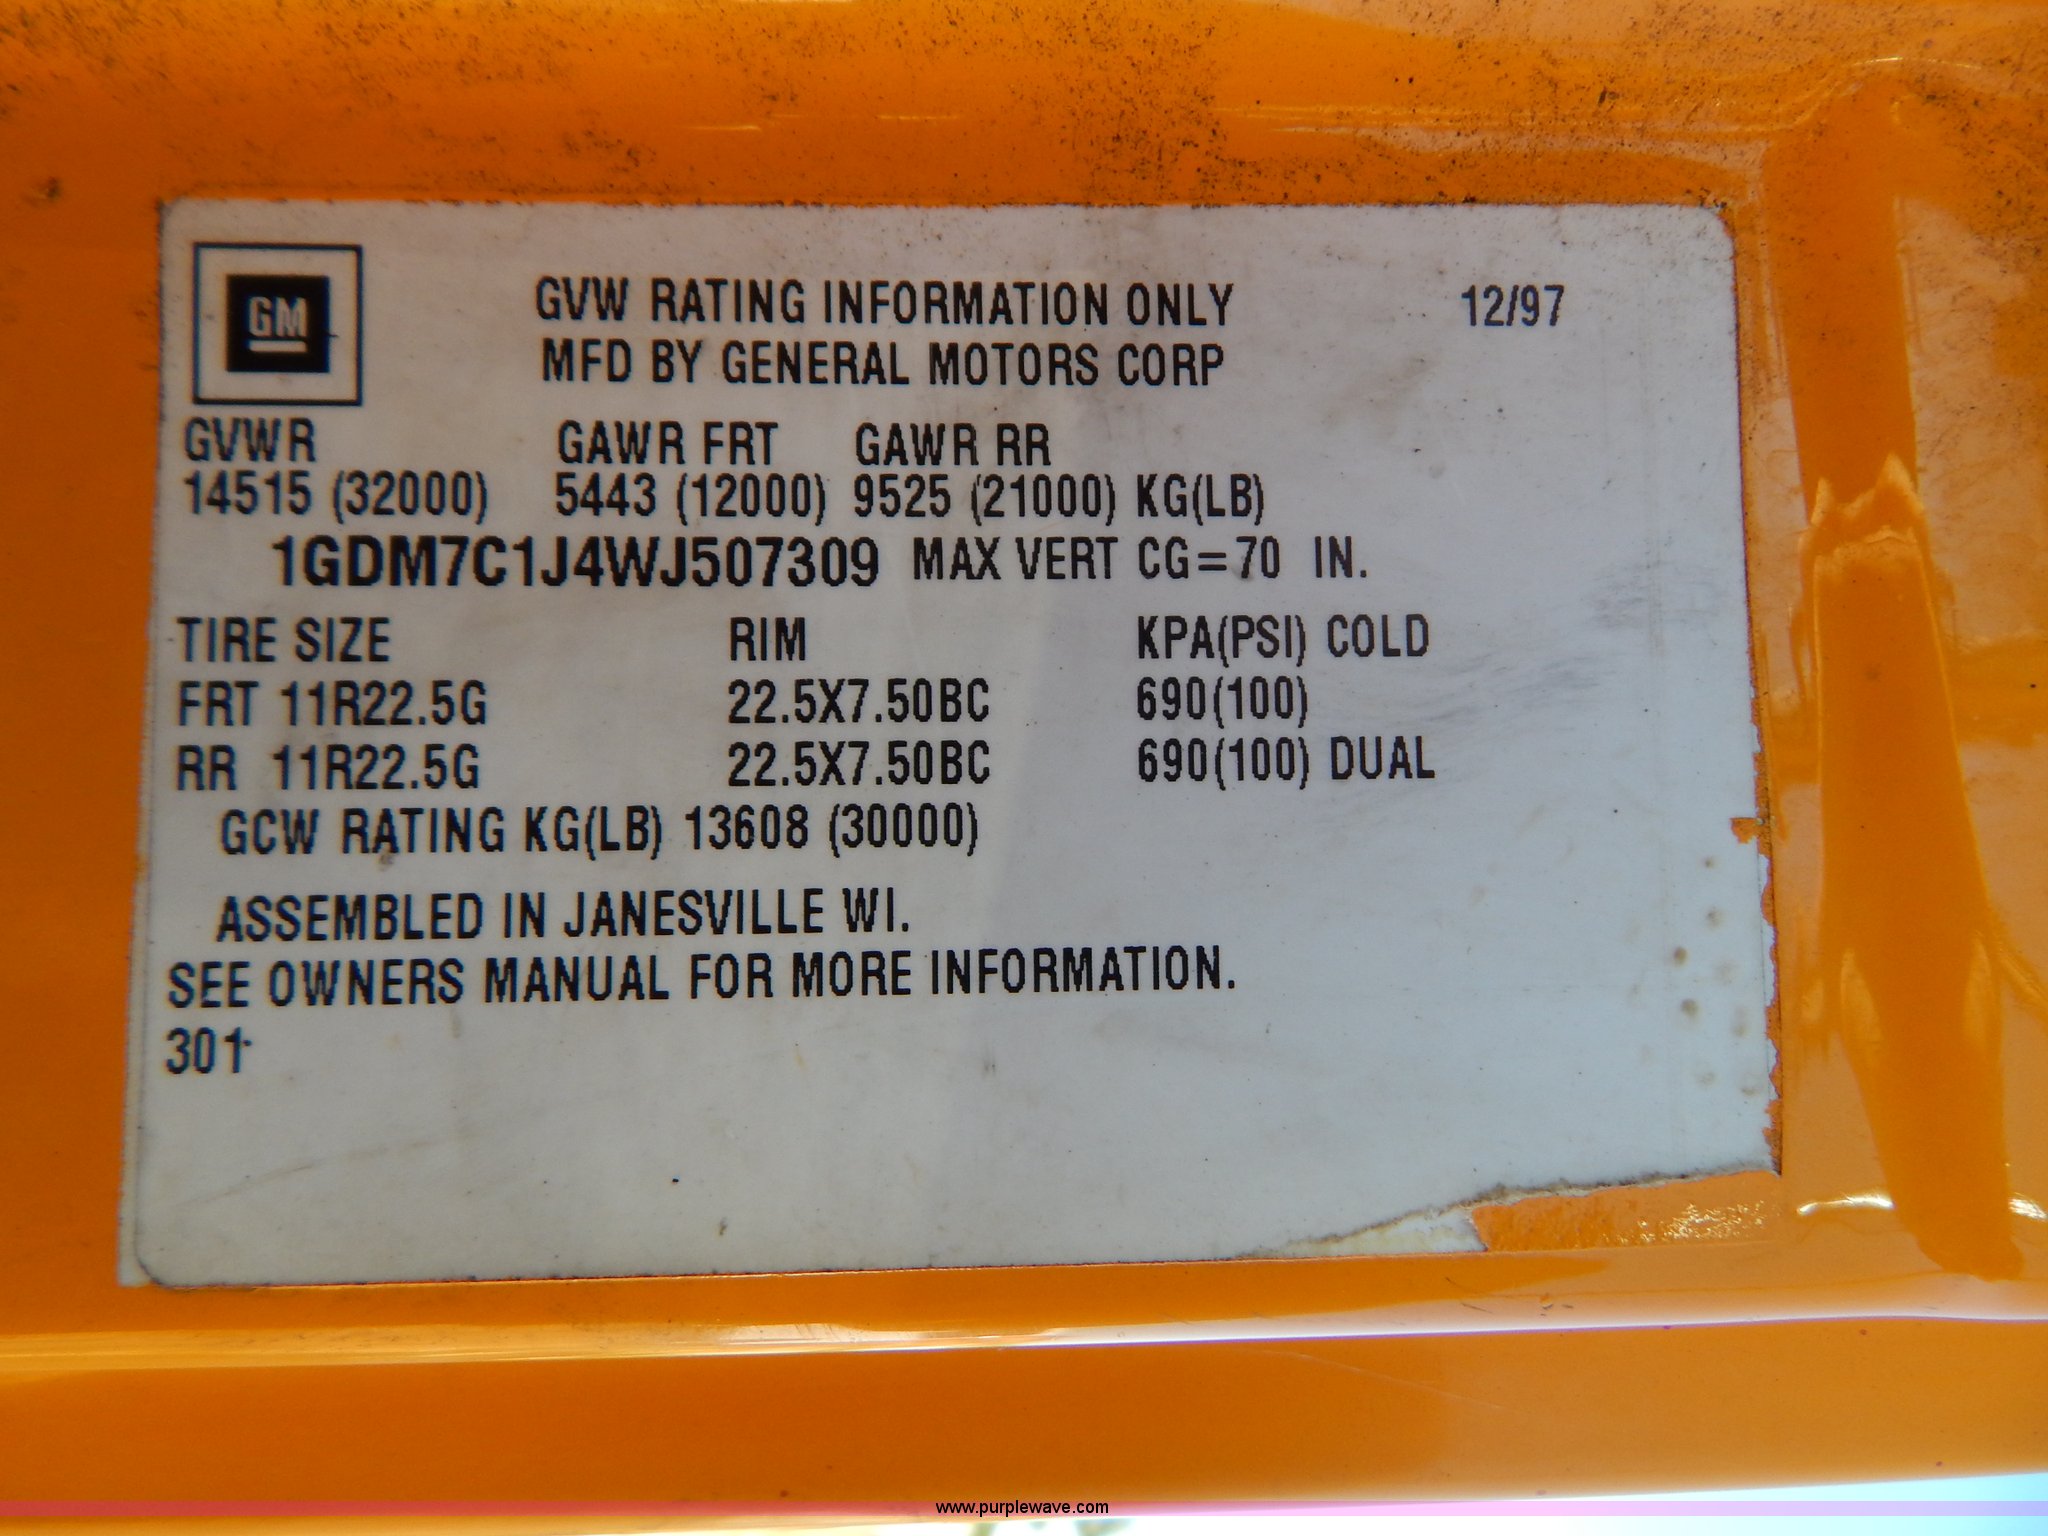 GM
GVW RATING INFORMATION ONLY 12/97
MFD BY GENERAL MOTORS CORP
GVWR GAWR FRT GAWR RR
14515 (32000) 5443 (12000) 9525 (21000) KG(LB)
1GDM7C1J4WJ507309 MAX VERT CG=70 IN.
TIRE SIZE RIM KPA(PSI) COLD
FRT 11R22.5G 22.5X7.50BC 690(100)
RR 11R22.5G 22.5X7.50BC 690(100) DUAL
GCW RATING KG(LB) 13608 (30000)
ASSEMBLED IN JANESVILLE WI.
SEE OWNERS MANUAL FOR MORE INFORMATION.
301
www.purplewave.com